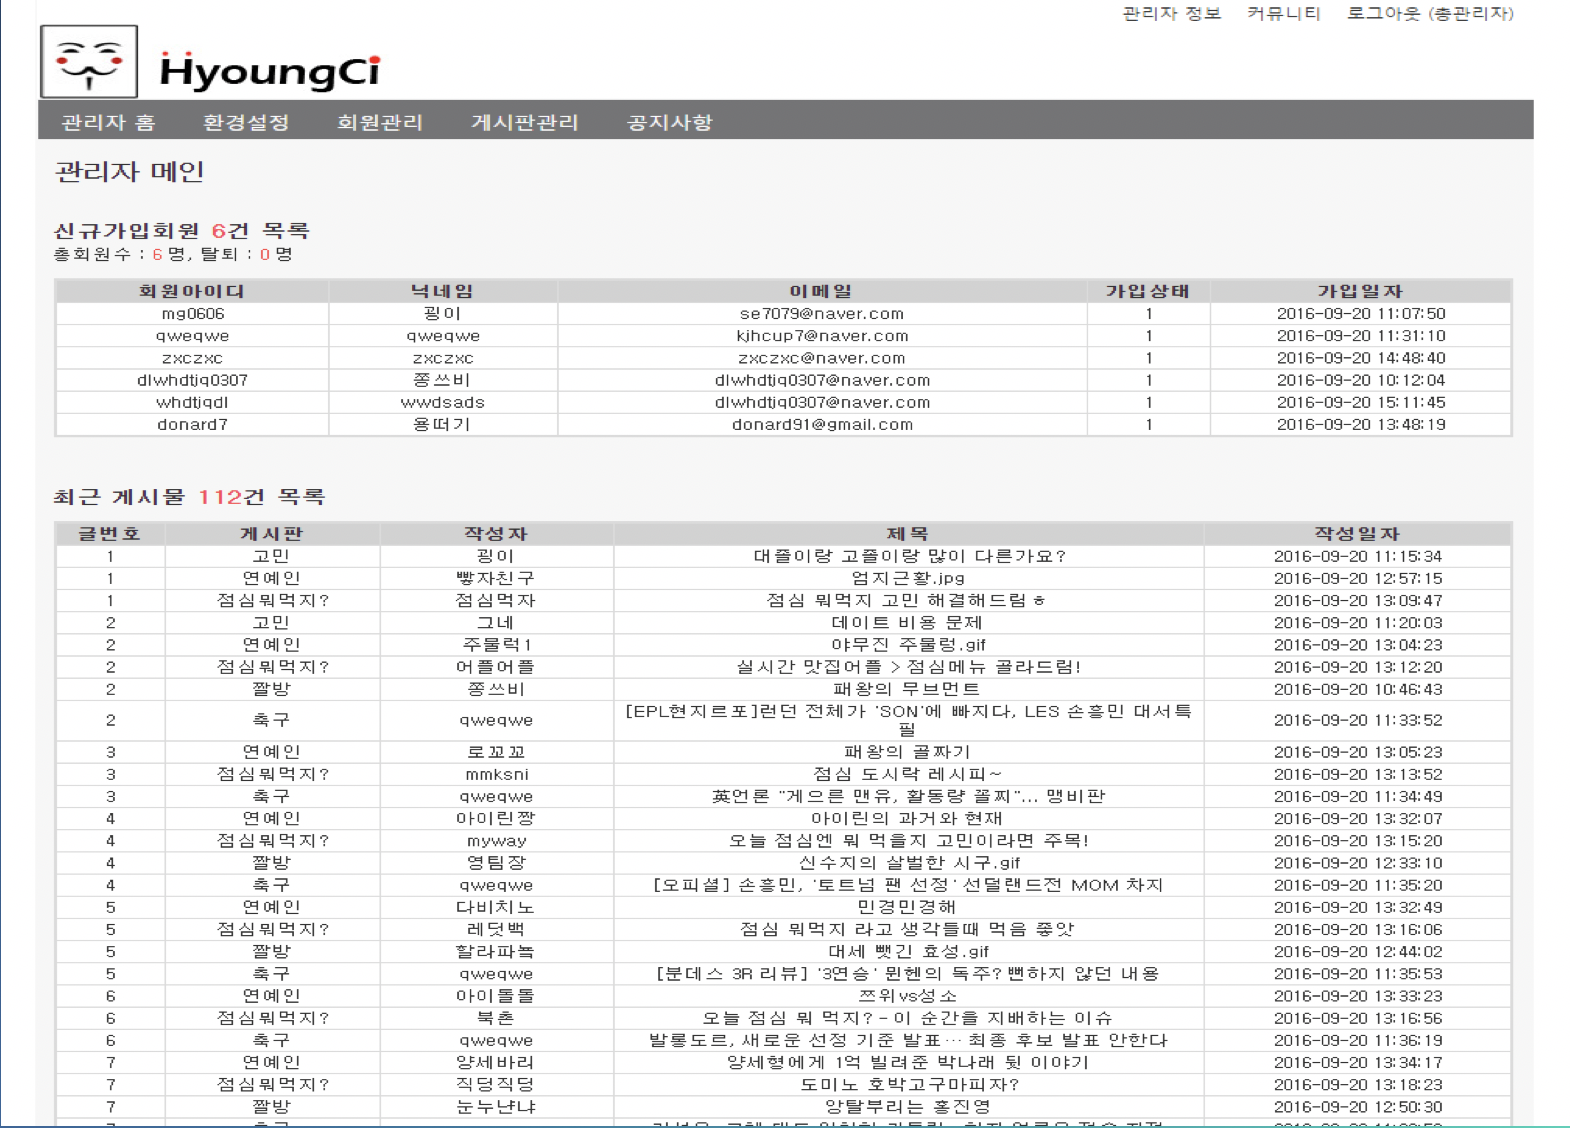 관리자 정보 커뮤니티 로그아웃 (총관리자)
HyoungCi
관리자 홈 환경설정 회원관리 게시판관리 공지사항
관리자 메인
신규가입회원 6건 목록
총회원수 : 6 명, 탈퇴 : 0 명
회원아이디 닉네임 이메일 가입상태 가입일자
mg0606 굉이 se7079@naver.com 1 2016-09-20 11:07:50
qweqwe qweqwe kjhcup7@naver.com 1 2016-09-20 11:31:10
zxczxc zxczxc zxczxc@naver.com 1 2016-09-20 14:48:40
dlwhdtjq0307 쫑쓰비 dlwhdtjq0307@naver.com 1 2016-09-20 10:12:04
whdtjqdl wwdsads dlwhdtjq0307@naver.com 1 2016-09-20 15:11:45
donard7 용떠기 donard91@gmail.com 1 2016-09-20 13:48:19
최근 게시물 112건 목록
글번호 게시판 작성자 제목 작성일자
1 고민 굉이 대졸이랑 고졸이랑 많이 다른가요? 2016-09-20 11:15:34
1 연예인 빻자친구 엄지근황.jpg 2016-09-20 12:57:15
1 점심뭐먹지? 점심먹자 점심 뭐먹지 고민 해결해드림ㅎ 2016-09-20 13:09:47
2 고민 그네 데이트 비용 문제 2016-09-20 11:20:03
2 연예인 주물럭1 야무진 주물렁.gif 2016-09-20 13:04:23
2 점심뭐먹지? 어플어플 실시간 맛집어플 > 점심메뉴 골라드림! 2016-09-20 13:12:20
2 짤방 쫑쓰비 패왕의 무브먼트 2016-09-20 10:46:43
2 축구 qweqwe [EPL현지르포]런던 전체가 'SON'에 빠지다, LES 손흥민 대서특
필 2016-09-20 11:33:52
3 연예인 로꼬꼬 패왕의 골짜기 2016-09-20 13:05:23
3 점심뭐먹지? mmksni 점심 도시락 레시피~ 2016-09-20 13:13:52
3 축구 qweqwe 英언론 "게으른 맨유, 활동량 꼴찌"... 맹비판 2016-09-20 11:34:49
4 연예인 아이린짱 아이린의 과거와 현재 2016-09-20 13:32:07
4 점심뭐먹지? myway 오늘 점심엔 뭐 먹을지 고민이라면 주목! 2016-09-20 13:15:20
4 짤방 영팀장 신수지의 살벌한 시구.gif 2016-09-20 12:33:10
4 축구 qweqwe [오피셜] 손흥민, '토트넘 팬 선정' 선덜랜드전 MOM 차지 2016-09-20 11:35:20
5 연예인 다비치노 민경민경해 2016-09-20 13:32:49
5 점심뭐먹지? 레덧백 점심 뭐먹지 라고 생각들때 먹음 좋앗 2016-09-20 13:16:06
5 짤방 할라파뇩 대세 뺏긴 효성.gif 2016-09-20 12:44:02
5 축구 qweqwe [분데스 3R 리뷰] '3연승' 뮌헨의 독주? 뻔하지 않던 내용 2016-09-20 11:35:53
6 연예인 아이돌돌 쯔위vs성소 2016-09-20 13:33:23
6 점심뭐먹지? 북촌 오늘 점심 뭐 먹지? - 이 순간을 지배하는 이슈 2016-09-20 13:16:56
6 축구 qweqwe 발롱도르, 새로운 선정 기준 발표… 최종 후보 발표 안한다 2016-09-20 11:36:19
7 연예인 양세바리 양세형에게 1억 빌려준 박나래 뒷 이야기 2016-09-20 13:34:17
7 점심뭐먹지? 직덩직덩 도미노 호박고구마피자? 2016-09-20 13:18:23
7 짤방 눈누냔냐 앙탈부리는 홍진영 2016-09-20 12:50:30